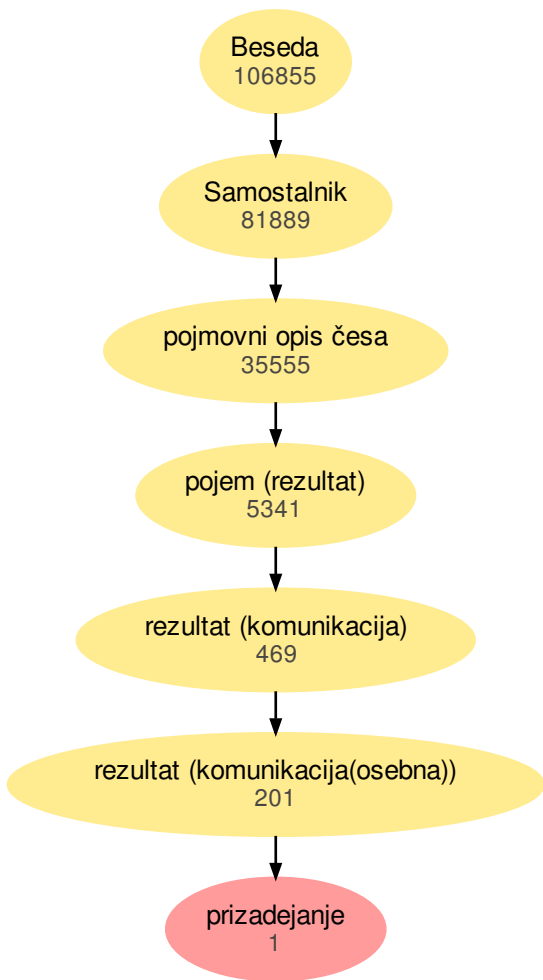 Beseda
106855
Samostalnik
81889
pojmovni opis česa
35555
pojem (rezultat)
5341
rezultat (komunikacija)
469
rezultat (komunikacija(osebna))
201
prizadejanje
1